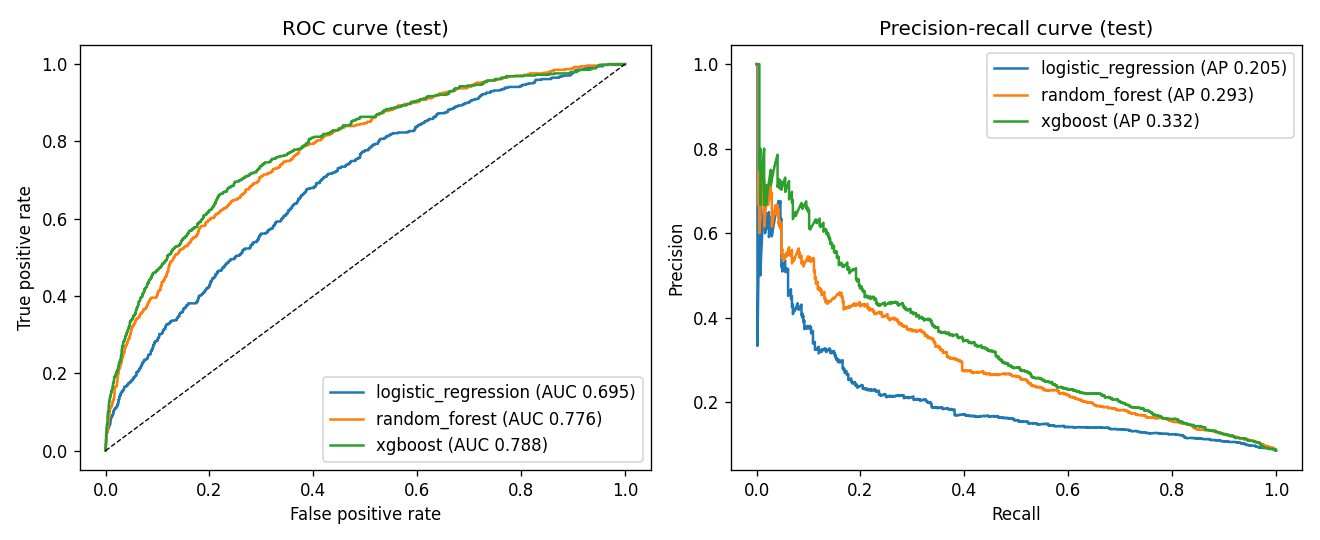 ROC curve (test)
1.0
0.8
0.6
0.4
0.2
0.0
True positive rate
logistic_regression (AUC 0.695)
random_forest (AUC 0.776)
xgboost (AUC 0.788)
0.0 0.2 0.4 0.6 0.8 1.0
False positive rate
Precision-recall curve (test)
1.0
0.8
0.6
0.4
0.2
Precision
logistic_regression (AP 0.205)
random_forest (AP 0.293)
xgboost (AP 0.332)
0.0 0.2 0.4 0.6 0.8 1.0
Recall